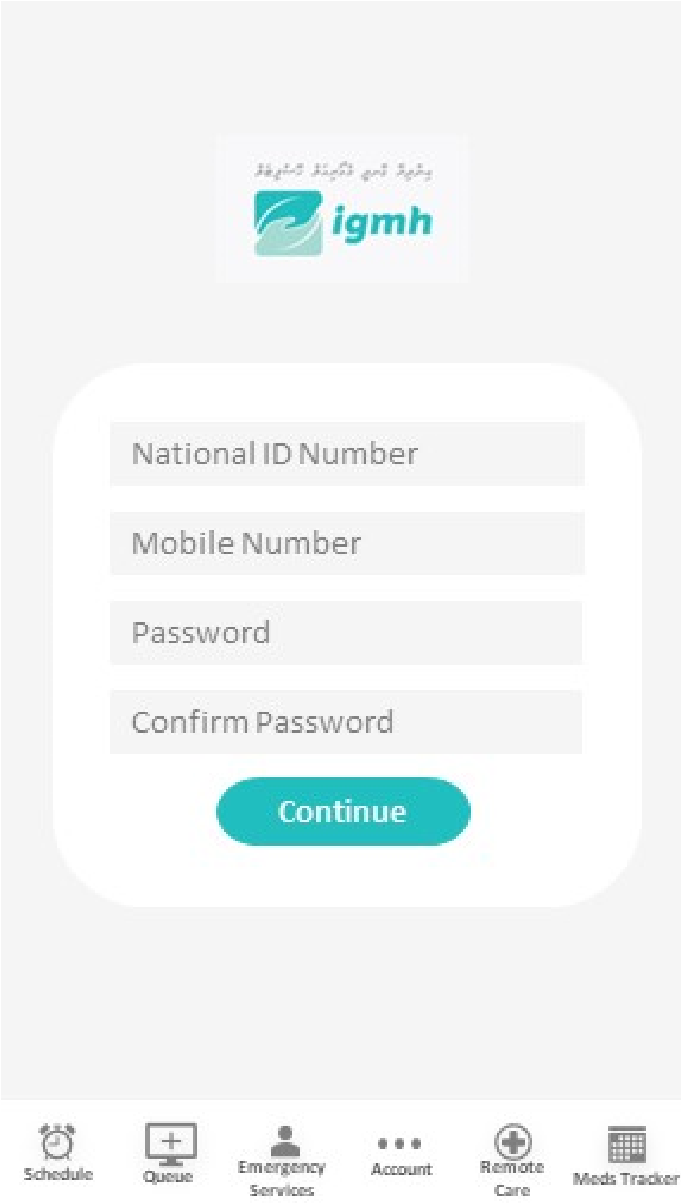 އިންދިރާ ގާންދީ މެމޯރިއަލް ހޮސްޕިޓަލް
igmh
National ID Number
Mobile Number
Password
Confirm Password
Continue
Schedule
Queue
Emergency
Services
Account
Remote
Care
Meds Tracker